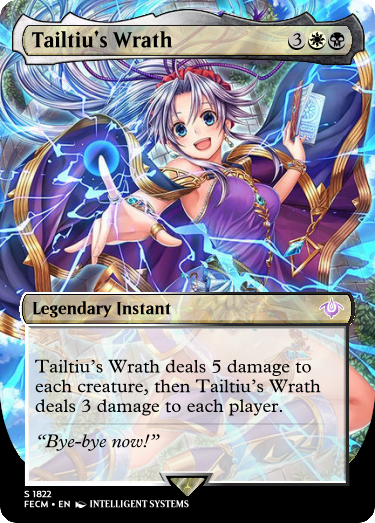 Tailtiu's Wrath 3
Legendary Instant
Tailtiu's Wrath deals 5 damage to
each creature, then Tailtiu's Wrath
deals 3 damage to each player.
“Bye-bye now!”
S 1822
FECM • EN INTELLIGENT SYSTEMS